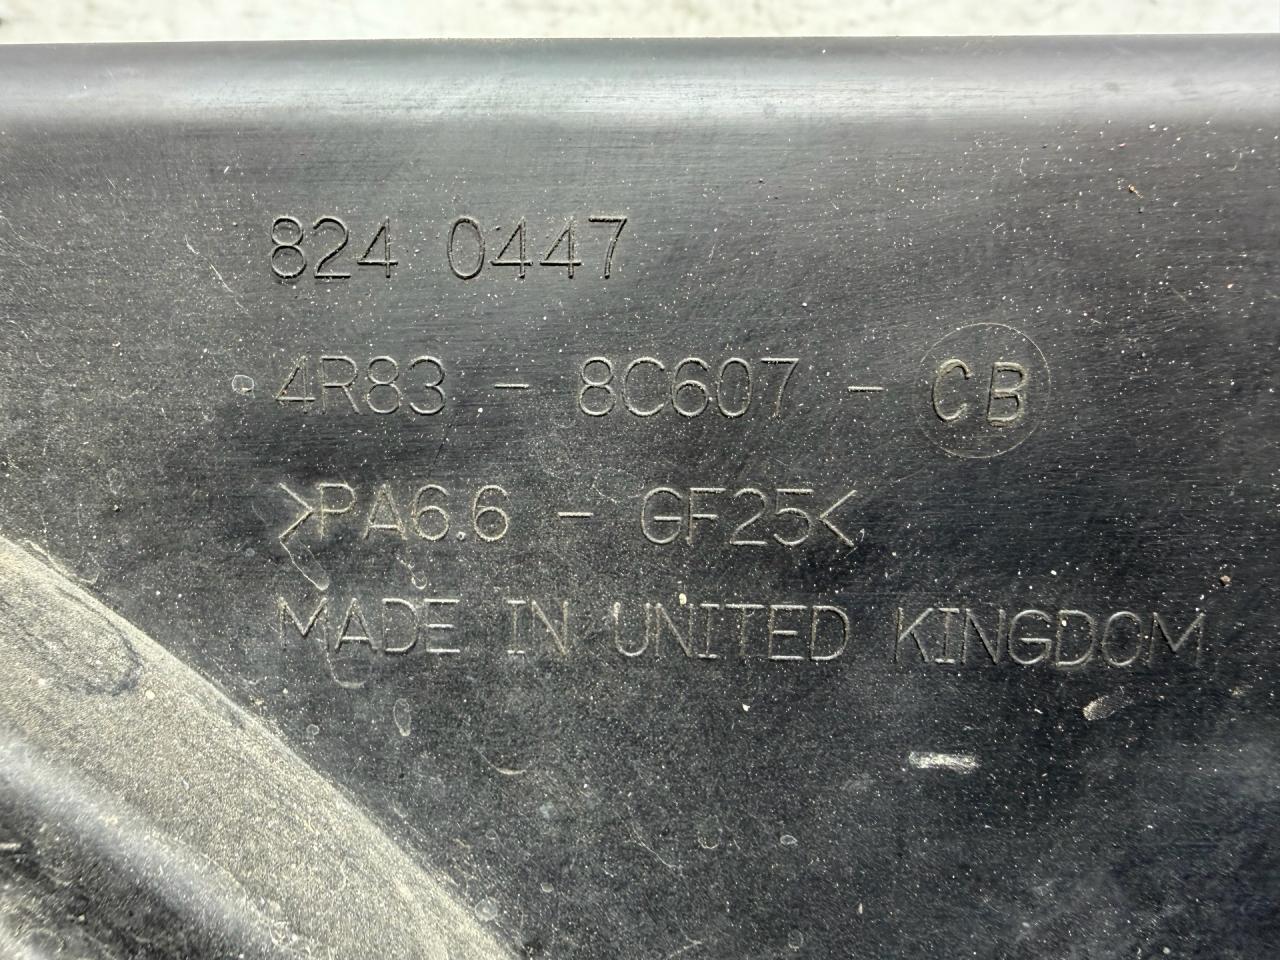 824 0447
4R83 - 8C607 - CB
>PA6.6 - GF25<
MADE IN UNITED KINGDOM